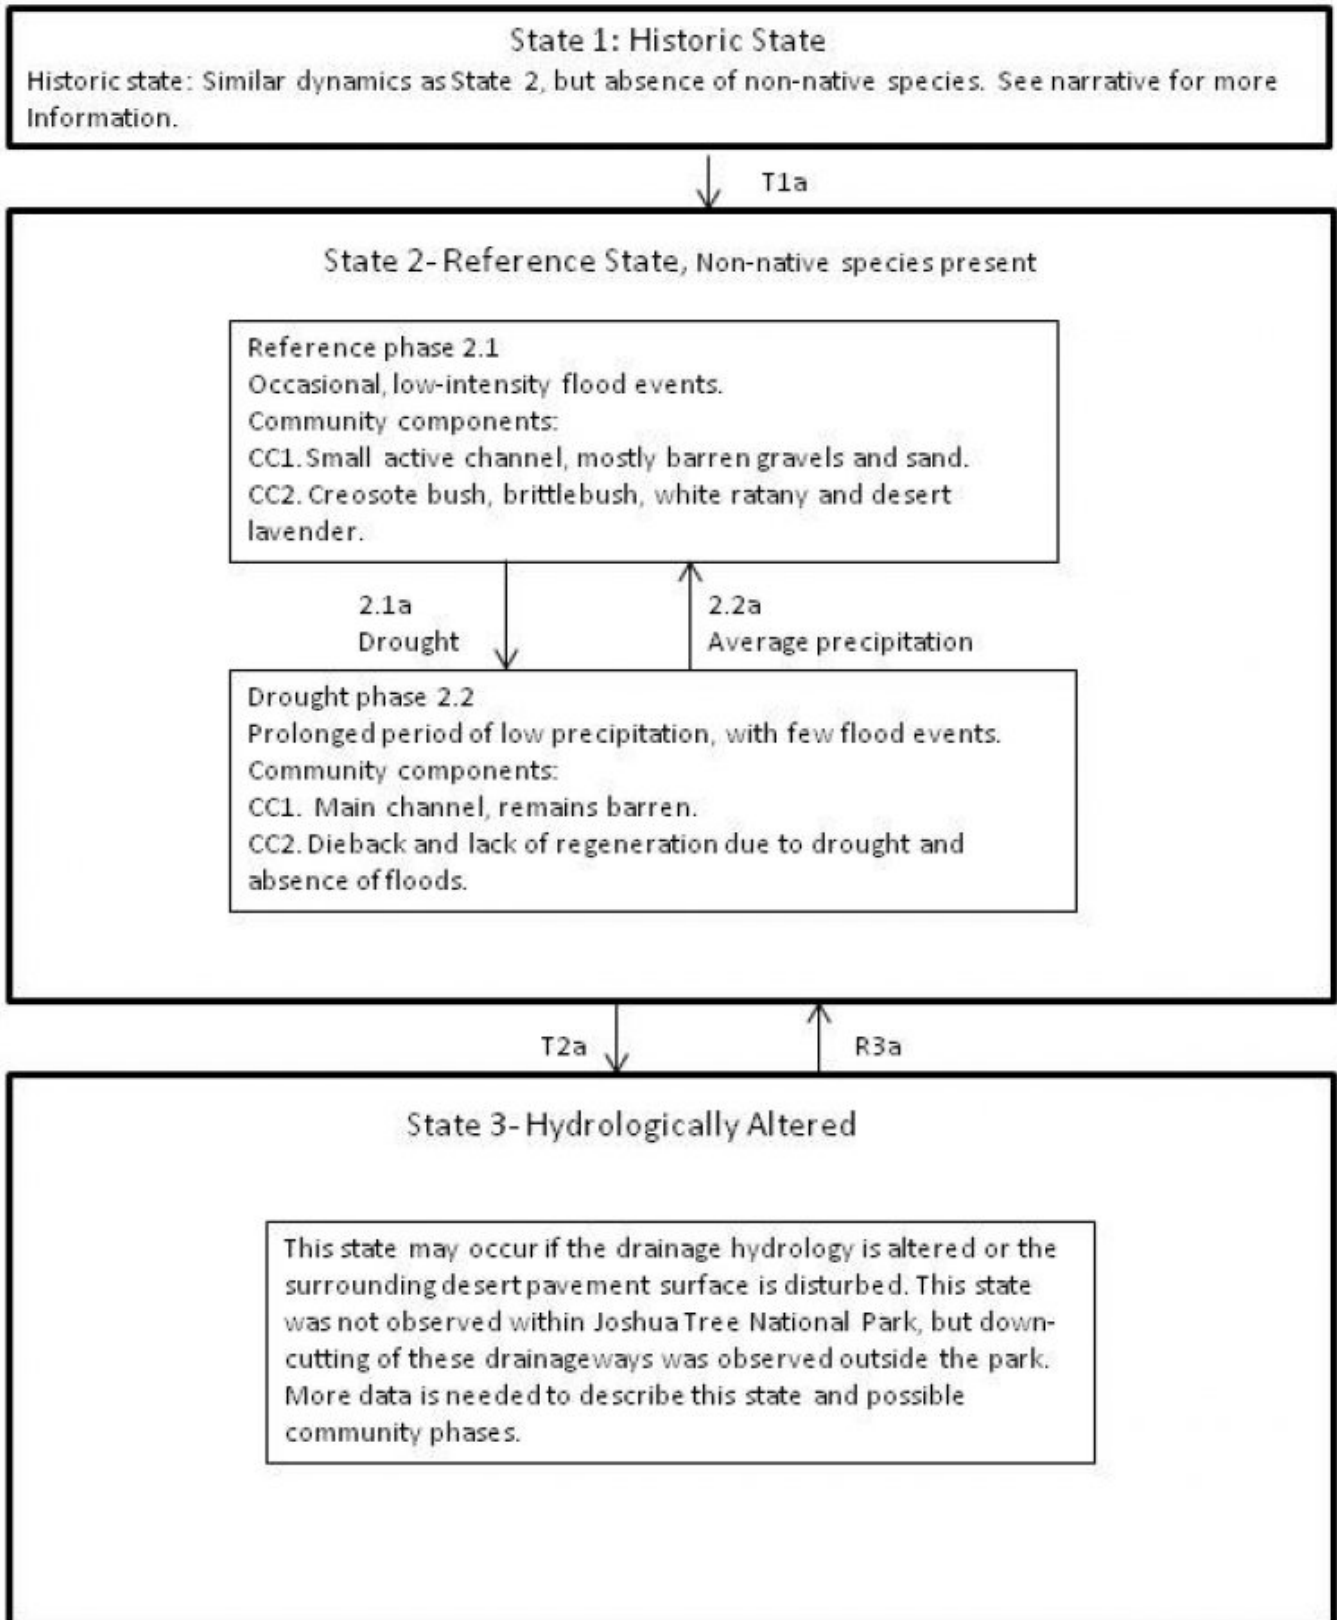 State 1: Historic State
Historic state: Similar dynamics as State 2, but absence of non-native species. See narrative for more
Information.
T1a
State 2- Reference State, Non-native species present
Reference phase 2.1
Occasional, low-intensity flood events.
Community components:
CC1. Small active channel, mostly barren gravels and sand.
CC2. Creosote bush, brittlebush, white ratany and desert
lavender.
2.1a
Drought
2.2a
Average precipitation
Drought phase 2.2
Prolonged period of low precipitation, with few flood events.
Community components:
CC1. Main channel, remains barren.
CC2. Dieback and lack of regeneration due to drought and
absence of floods.
T2a
R3a
State 3- Hydrologically Altered
This state may occur if the drainage hydrology is altered or the
surrounding desert pavement surface is disturbed. This state
was not observed within Joshua Tree National Park, but down-
cutting of these drainageways was observed outside the park.
More data is needed to describe this state and possible
community phases.